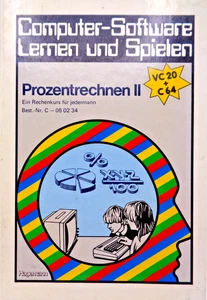 Computer-Software
Lernen und Spielen
Prozentrechnen II
Ein Rechenkurs für jedermann
Best.-Nr. C – 05 02 34
VC 20
+
C 64
%
X·Y·Z
100
Hagemann